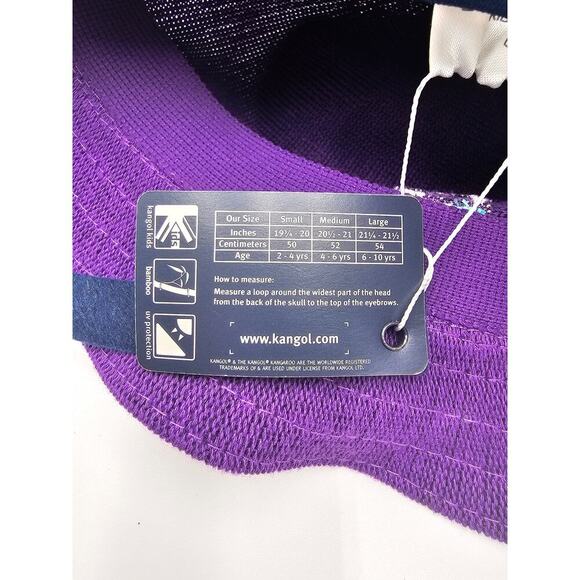 KI
kangol kids
KIDS
bamboo
uv protection
Our Size Small Medium Large
Inches 19¾ - 20 20½ - 21 21¼ - 21½
Centimeters 50 52 54
Age 2 - 4 yrs 4 - 6 yrs 6 - 10 yrs
How to measure:
Measure a loop around the widest part of the head
from the back of the skull to the top of the eyebrows.
www.kangol.com
KANGOL® & THE KANGOL® KANGAROO ARE THE WORLDWIDE REGISTERED
TRADEMARKS OF & ARE USED UNDER LICENSE FROM KANGOL LTD.